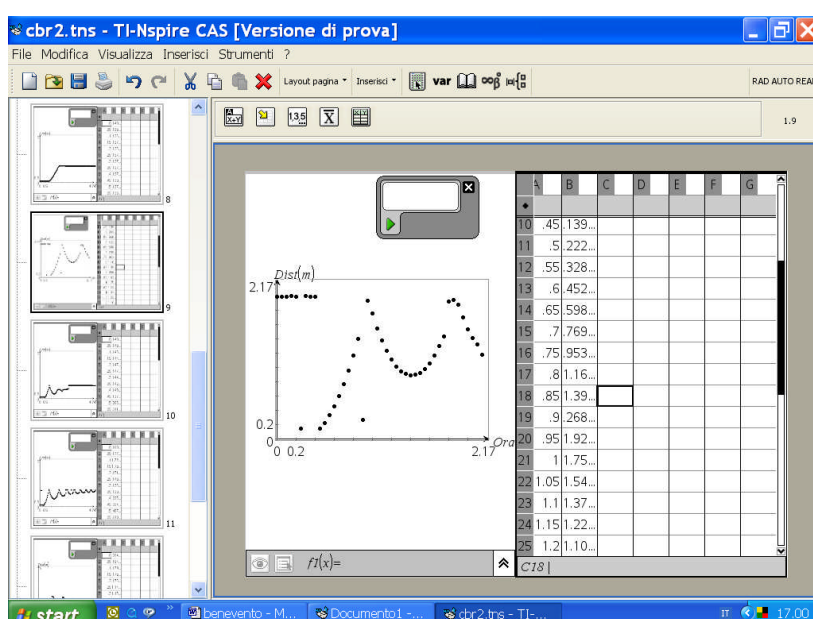 cbr2.tns - TI-Nspire CAS [Versione di prova]
File Modifica Visualizza Inserisci Strumenti ?
Layout pagina Inserisci var ∞β RAD AUTO REA
A X+Y 1,3,5 X 1.9
8
9
10
11
Dist(m)
2.17
0.2
0
0 0.2 2.17
Ora
f1(x)=
A B C D E F G
10 .45 .139...
11 .5 .222...
12 .55 .328...
13 .6 .452...
14 .65 .598...
15 .7 .769...
16 .75 .953...
17 .8 1.16...
18 .85 1.39...
19 .9 .268...
20 .95 1.92...
21 1 1.75...
22 1.05 1.54...
23 1.1 1.37...
24 1.15 1.22...
25 1.2 1.10...
C18
start benevento - M... Documento1 -... cbr2.tns - TI-... IT 17.00